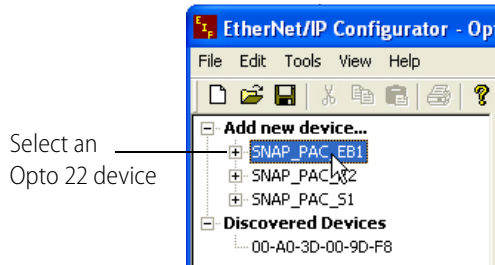 EtherNet/IP Configurator - Op
File Edit Tools View Help
Add new device...
Select an
Opto 22 device
SNAP_PAC_EB1
SNAP_PAC_ 2
SNAP_PAC_S1
Discovered Devices
00-A0-3D-00-9D-F8